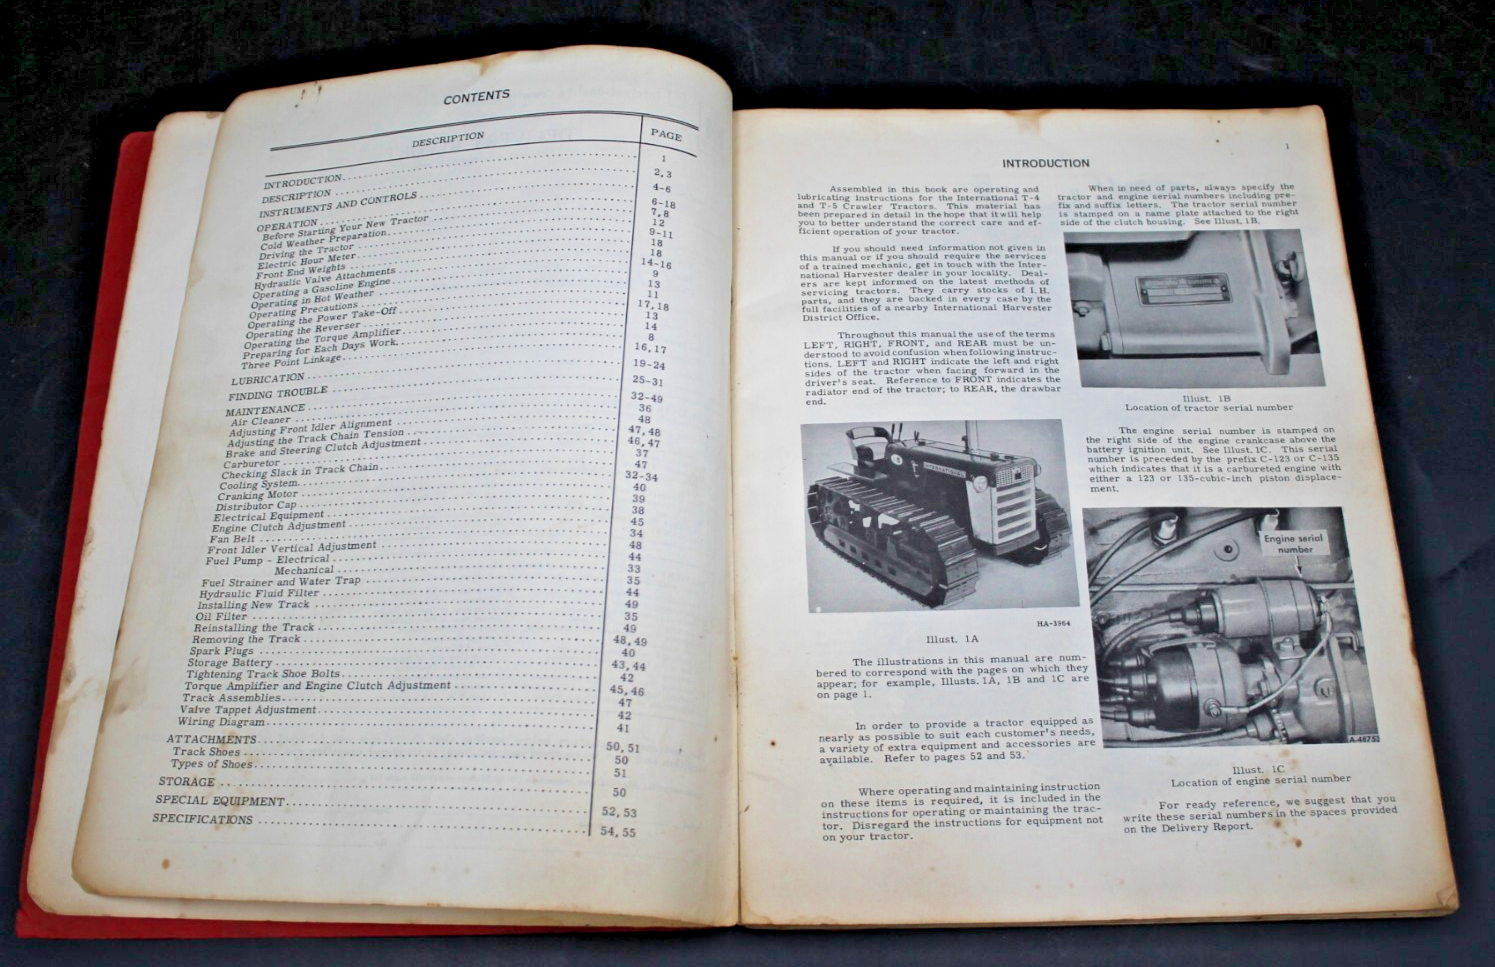 CONTENTS
DESCRIPTION PAGE
INTRODUCTION 1
DESCRIPTION 2, 3
INSTRUMENTS AND CONTROLS 4-6
OPERATION 6-18
Before Starting Your New Tractor 7, 8
Cold Weather Preparation 12
Driving the Tractor 9-11
Electric Hour Meter 18
Front End Weights 18
Hydraulic Valve Attachments 14-16
Operating a Gasoline Engine 9
Operating in Hot Weather 13
Operating Precautions 11
Operating the Power Take-Off 17, 18
Operating the Reverser 13
Operating the Torque Amplifier 14
Preparing for Each Days Work 8
Three Point Linkage 16, 17
LUBRICATION 19-24
FINDING TROUBLE 25-31
MAINTENANCE 32-49
Air Cleaner 36
Adjusting Front Idler Alignment 48
Adjusting the Track Chain Tension 47, 48
Brake and Steering Clutch Adjustment 46, 47
Carburetor 37
Checking Slack in Track Chain 47
Cooling System 32-34
Cranking Motor 40
Distributor Cap 39
Electrical Equipment 38
Engine Clutch Adjustment 45
Fan Belt 34
Front Idler Vertical Adjustment 48
Fuel Pump - Electrical 44
Mechanical 33
Fuel Strainer and Water Trap 35
Hydraulic Fluid Filter 44
Installing New Track 49
Oil Filter 35
Reinstalling the Track 49
Removing the Track 48, 49
Spark Plugs 40
Storage Battery 43, 44
Tightening Track Shoe Bolts 42
Torque Amplifier and Engine Clutch Adjustment 45, 46
Track Assemblies 47
Valve Tappet Adjustment 42
Wiring Diagram 41
ATTACHMENTS 50, 51
Track Shoes 50
Types of Shoes 51
STORAGE 50
SPECIAL EQUIPMENT 52, 53
SPECIFICATIONS 54, 55
1
INTRODUCTION
Assembled in this book are operating and
lubricating instructions for the International T-4
and T-5 Crawler Tractors. This material has
been prepared in detail in the hope that it will help
you to better understand the correct care and ef-
ficient operation of your tractor.
If you should need information not given in
this manual or if you should require the services
of a trained mechanic, get in touch with the Inter-
national Harvester dealer in your locality. Deal-
ers are kept informed on the latest methods of
servicing tractors. They carry stocks of I.H.
parts, and they are backed in every case by the
full facilities of a nearby International Harvester
District Office.
Throughout this manual the use of the terms
LEFT, RIGHT, FRONT, and REAR must be un-
derstood to avoid confusion when following instruc-
tions. LEFT and RIGHT indicate the left and right
sides of the tractor when facing forward in the
driver's seat. Reference to FRONT indicates the
radiator end of the tractor; to REAR, the drawbar
end.
INTERNATIONAL
HA-3964
Illust. 1A
The illustrations in this manual are num-
bered to correspond with the pages on which they
appear; for example, Illusts. 1A, 1B and 1C are
on page 1.
In order to provide a tractor equipped as
nearly as possible to suit each customer's needs,
a variety of extra equipment and accessories are
available. Refer to pages 52 and 53.
Where operating and maintaining instruction
on these items is required, it is included in the
instructions for operating or maintaining the trac-
tor. Disregard the instructions for equipment not
on your tractor.
When in need of parts, always specify the
tractor and engine serial numbers including pre-
fix and suffix letters. The tractor serial number
is stamped on a name plate attached to the right
side of the clutch housing. See Illust. 1B.
Illust. 1B
Location of tractor serial number
The engine serial number is stamped on
the right side of the engine crankcase above the
battery ignition unit. See Illust. 1C. This serial
number is preceded by the prefix C-123 or C-135
which indicates that it is a carbureted engine with
either a 123 or 135-cubic-inch piston displace-
ment.
Engine serial
number
A-48751
Illust. 1C
Location of engine serial number
For ready reference, we suggest that you
write these serial numbers in the spaces provided
on the Delivery Report.